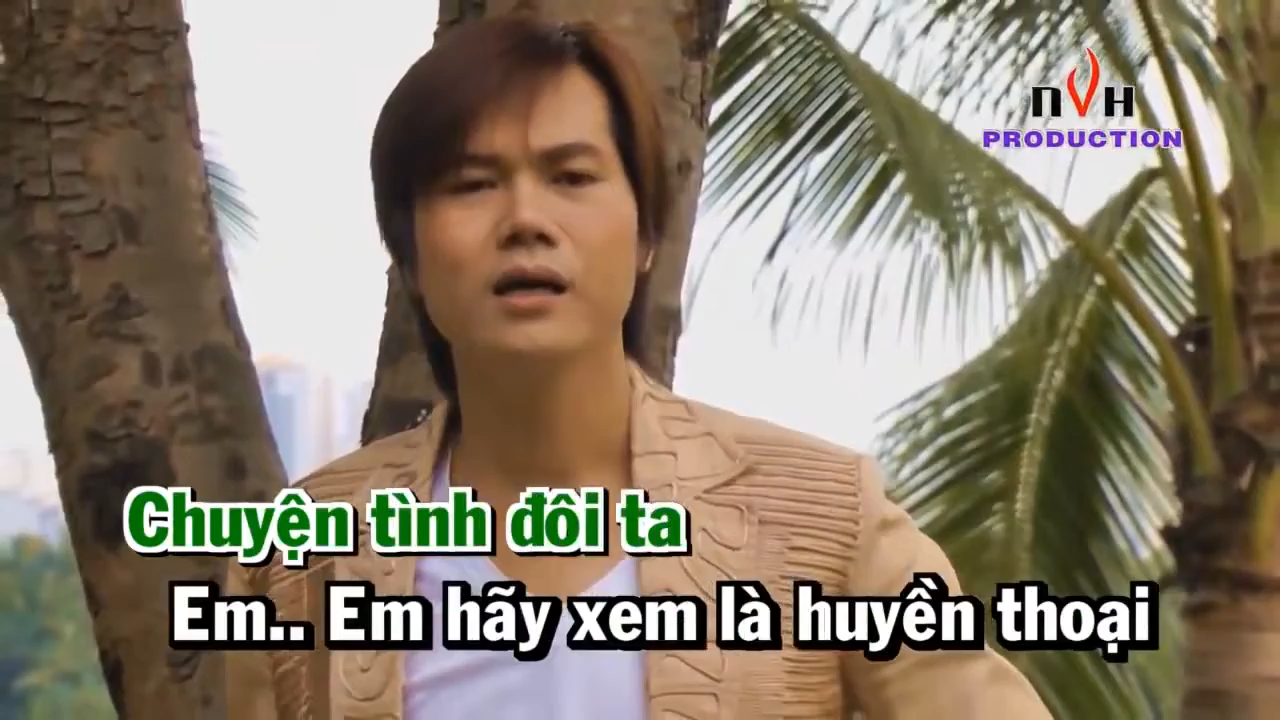 NVH
PRODUCTION
Chuyện tình đôi ta
Em.. Em hãy xem là huyền thoại